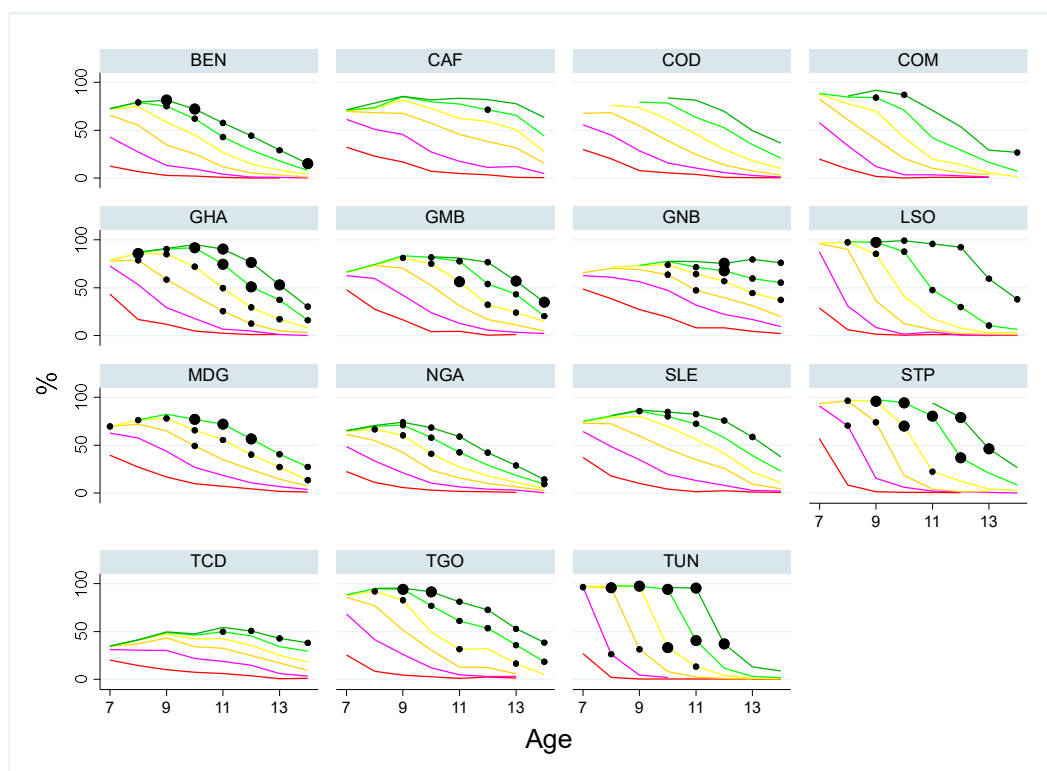 BEN CAF COD COM
100
50
0
GHA GMB GNB LSO
100
50
0
%
MDG NGA SLE STP
100
50
0
7 9 11 13
TCD TGO TUN
100
50
0
7 9 11 13 7 9 11 13 7 9 11 13
Age